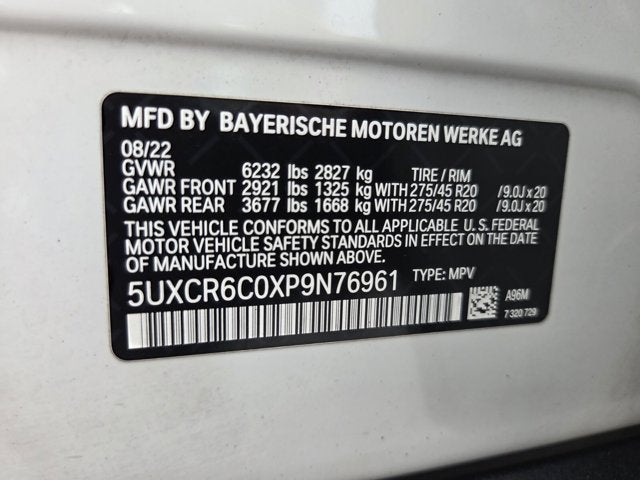 MFD BY BAYERISCHE MOTOREN WERKE AG
08/22
GVWR 6232 lbs 2827 kg TIRE / RIM
GAWR FRONT 2921 lbs 1325 kg WITH 275/45 R20 /9.0J x 20
GAWR REAR 3677 lbs 1668 kg WITH 275/45 R20 /9.0J x 20
THIS VEHICLE CONFORMS TO ALL APPLICABLE U. S. FEDERAL
MOTOR VEHICLE SAFETY STANDARDS IN EFFECT ON THE DATE
OF MANUFACTURE SHOWN ABOVE.
5UXCR6C0XP9N76961 TYPE: MPV
A96M
7 320 729